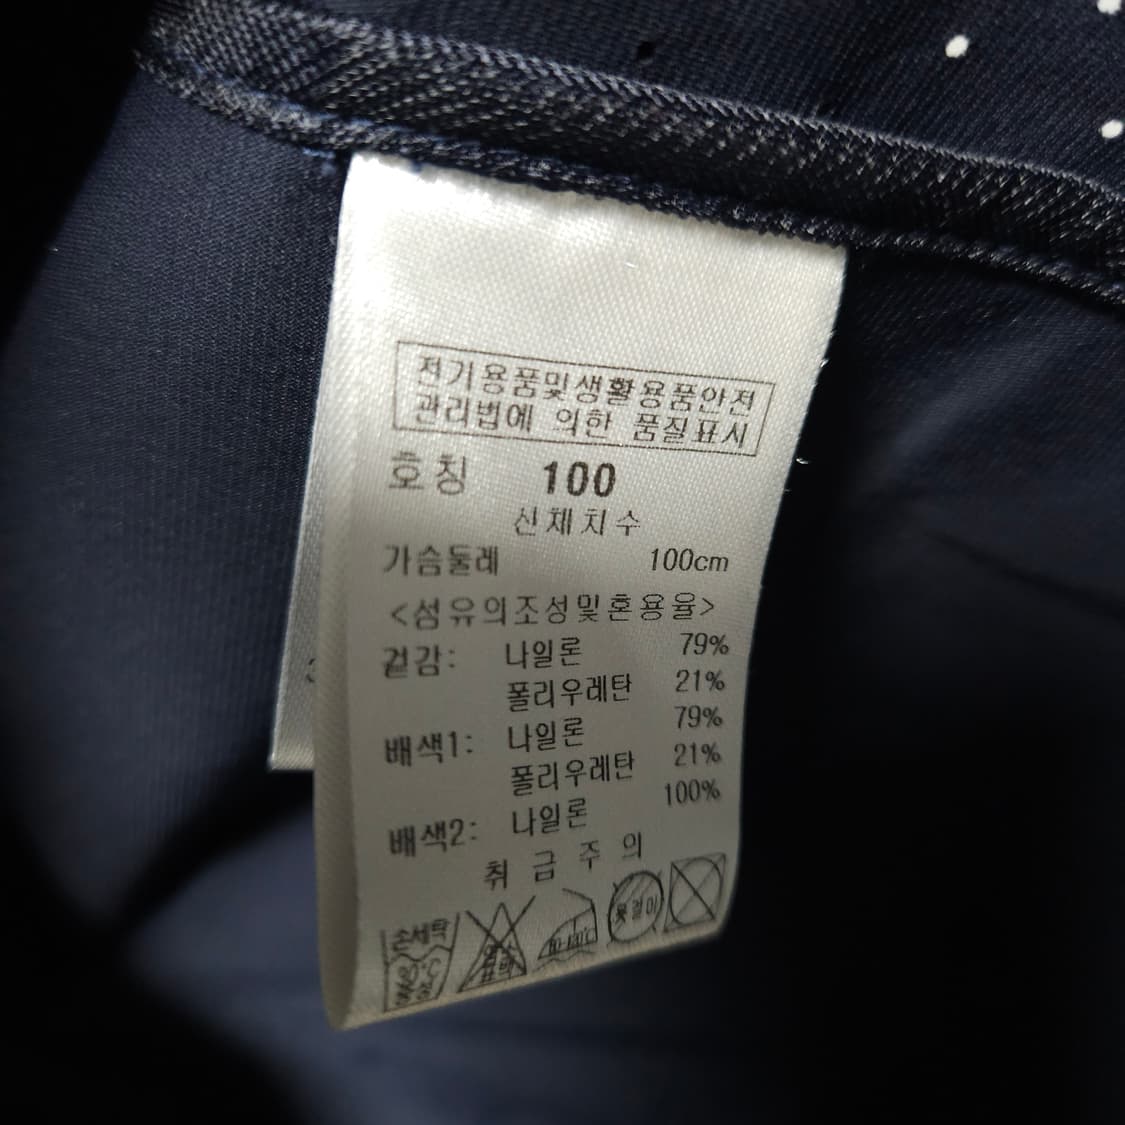 전기용품및생활용품안전
관리법에 의한 품질표시
호칭 100
신체치수
가슴둘레 100cm
<섬유의조성및혼용율>
겉감: 나일론 79%
폴리우레탄 21%
배색1: 나일론 79%
폴리우레탄 21%
배색2: 나일론 100%
취급주의
손세탁
옷걸이